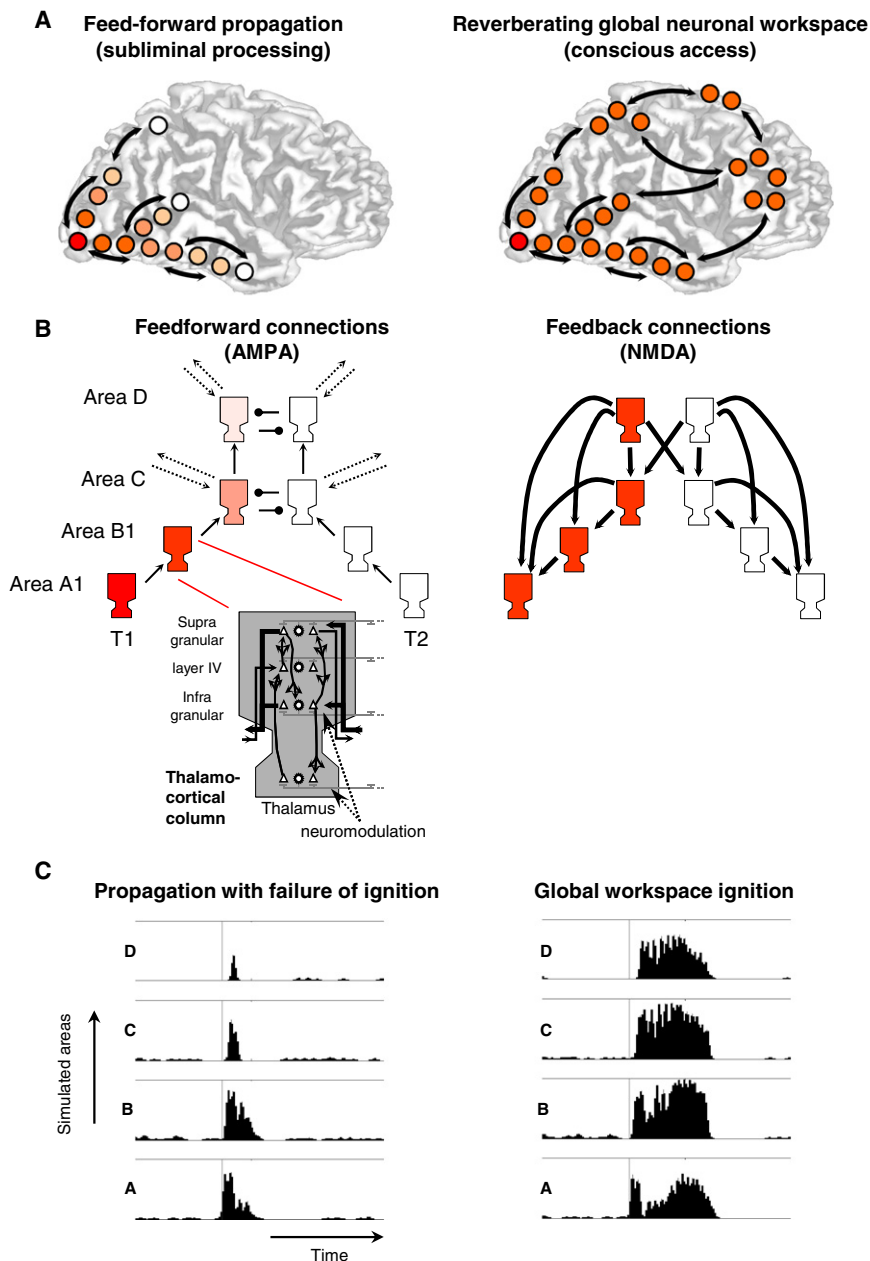 A
Feed-forward propagation
(subliminal processing)
Reverberating global neuronal workspace
(conscious access)
B
Feedforward connections
(AMPA)
Feedback connections
(NMDA)
Area D
Area C
Area B1
Area A1
T1
T2
Supra
granular
layer IV
Infra
granular
Thalamo-
cortical
column
Thalamus
neuromodulation
C
Propagation with failure of ignition
Global workspace ignition
D
C
B
A
Simulated areas
Time
D
C
B
A